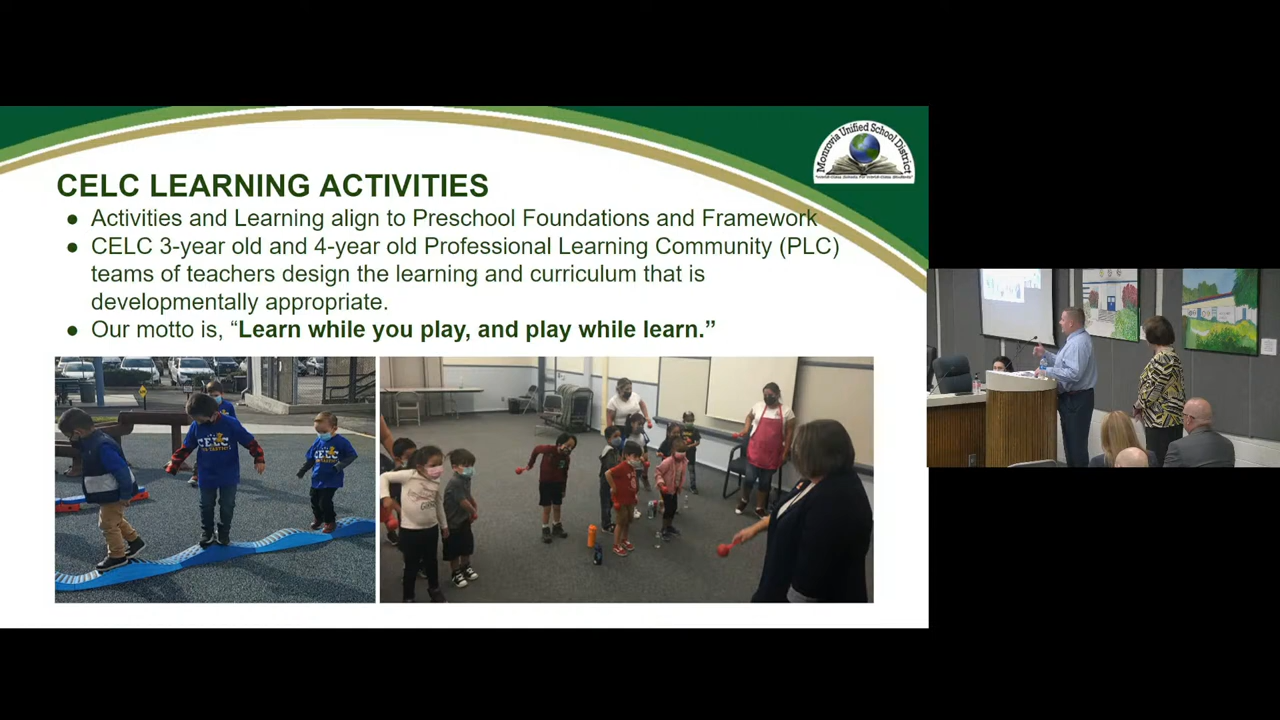 Monrovia Unified School District
CELC LEARNING ACTIVITIES
● Activities and Learning align to Preschool Foundations and Framework
● CELC 3-year old and 4-year old Professional Learning Community (PLC)
teams of teachers design the learning and curriculum that is
developmentally appropriate.
● Our motto is, “Learn while you play, and play while learn.”
CELC
CELC